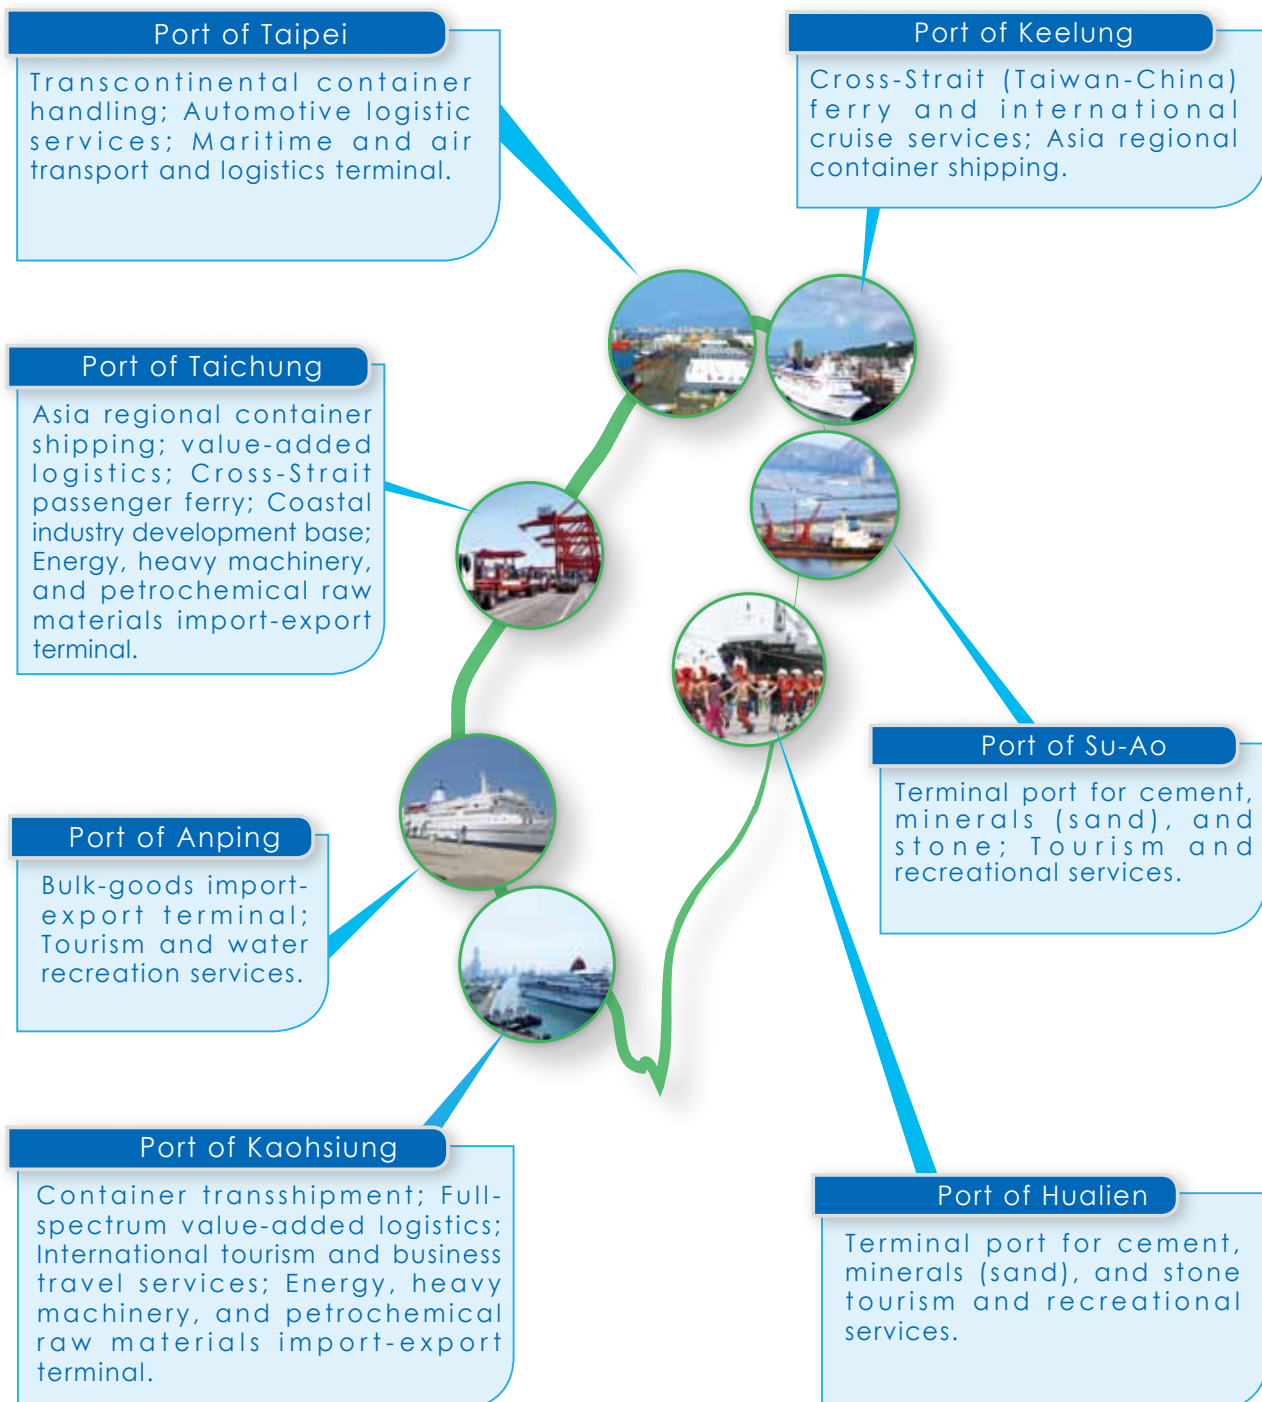 Port of Taipei
Transcontinental container
handling; Automotive logistic
services; Maritime and air
transport and logistics terminal.
Port of Keelung
Cross-Strait (Taiwan-China)
ferry and international
cruise services; Asia regional
container shipping.
Port of Taichung
Asia regional container
shipping; value-added
logistics; Cross-Strait
passenger ferry; Coastal
industry development base;
Energy, heavy machinery,
and petrochemical raw
materials import-export
terminal.
Port of Su-Ao
Terminal port for cement,
minerals (sand), and
stone; Tourism and
recreational services.
Port of Anping
Bulk-goods import-
export terminal;
Tourism and water
recreation services.
Port of Kaohsiung
Container transshipment; Full-
spectrum value-added logistics;
International tourism and business
travel services; Energy, heavy
machinery, and petrochemical
raw materials import-export
terminal.
Port of Hualien
Terminal port for cement,
minerals (sand), and stone
tourism and recreational
services.